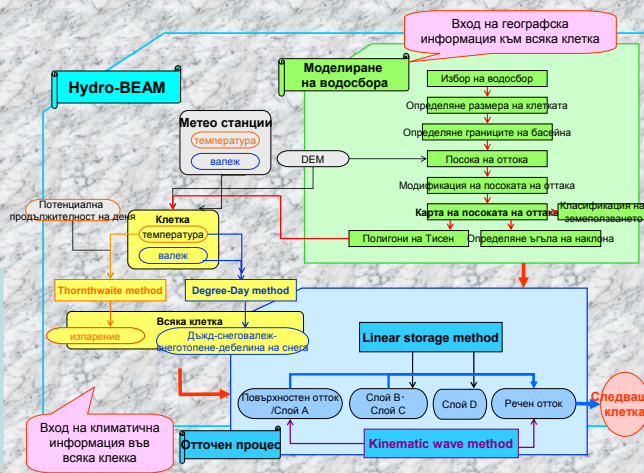 Вход на географска
информация към всяка клетка
Hydro-BEAM
Моделиране
на водосбора
Избор на водосбор
Определяне размера на клетката
Определяне границите на басейна
Посока на оттока
Модификация на посоката на оттака
Карта на посоката на оттака
Класификация на
земеползването
Полигони на Тисен
Определяне ъгъла на наклона
Метео станции
температура
валеж
DEM
Потенциална
продължителност на деня
Клетка
температура
валеж
Thornthwaite method
Degree-Day method
Всяка клетка
изпарение
Дъжд-снеговалеж-
снеготопене-дебелина на снега
Linear storage method
Повърхностен отток
/Слой А
Слой В·
Слой С
Слой D
Речен отток
Следващ
клетка
Kinematic wave method
Отточен процес
Вход на климатична
информация във
всяка клекка